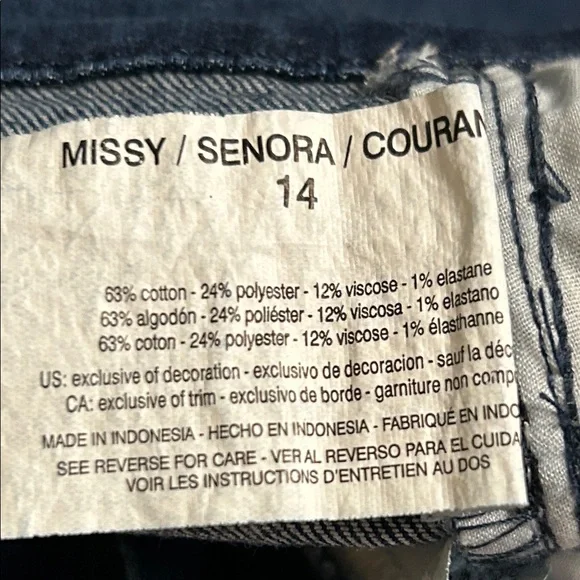 MISSY / SENORA / COURAN
14
63% cotton - 24% polyester - 12% viscose - 1% elastane
63% algodón - 24% poliéster - 12% viscosa - 1% elastano
63% coton - 24% polyester - 12% viscose - 1% élasthanne
US: exclusive of decoration - exclusivo de decoracion - sauf la déc
CA: exclusive of trim - exclusivo de borde - garniture non comp
MADE IN INDONESIA - HECHO EN INDONESIA - FABRIQUÉ EN INDO
SEE REVERSE FOR CARE - VER AL REVERSO PARA EL CUIDA
VOIR LES INSTRUCTIONS D'ENTRETIEN AU DOS